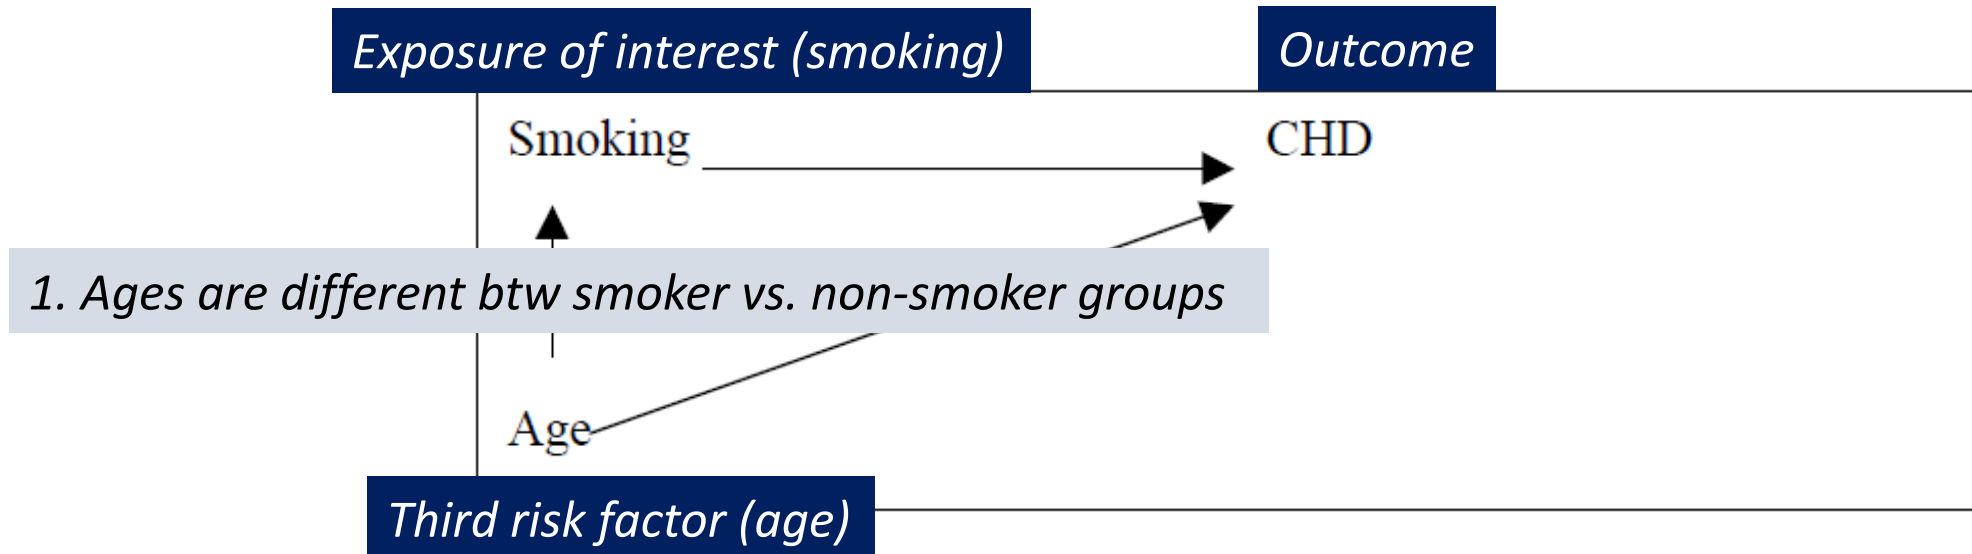 Exposure of interest (smoking)
Outcome
Smoking
CHD
1. Ages are different btw smoker vs. non-smoker groups
Age
Third risk factor (age)